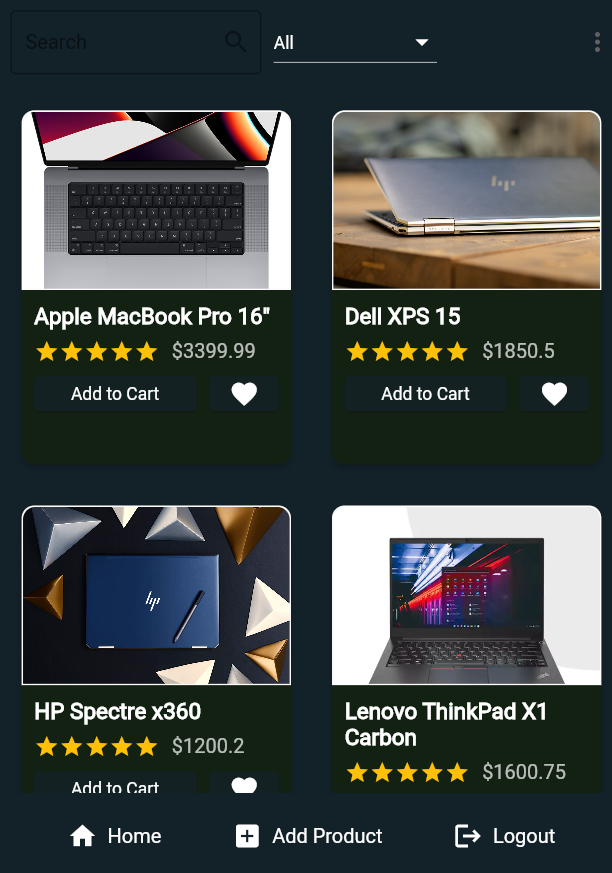 Search
All
Apple MacBook Pro 16"
$3399.99
Add to Cart
Dell XPS 15
$1850.5
Add to Cart
HP Spectre x360
$1200.2
Add to Cart
Lenovo ThinkPad X1
Carbon
$1600.75
Home
Add Product
Logout